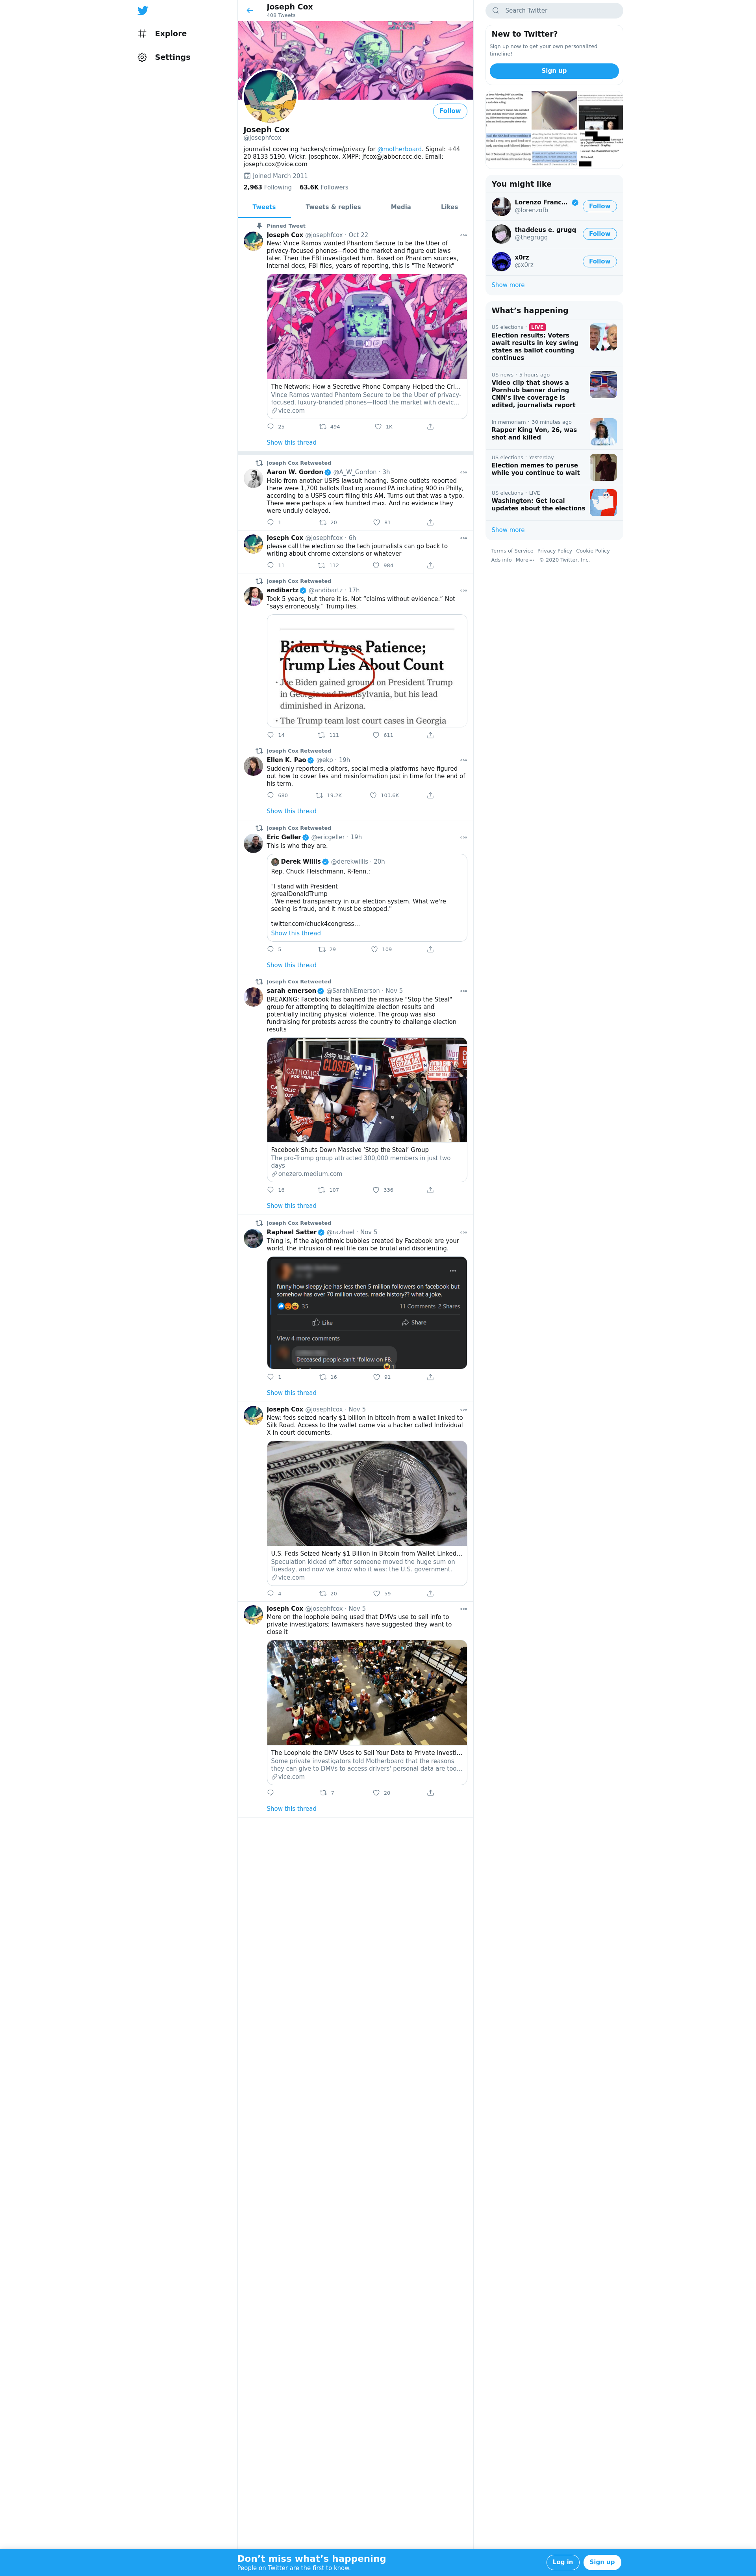 Explore
Settings
Joseph Cox
408 Tweets
Follow
Joseph Cox
@josephfcox
journalist covering hackers/crime/privacy for @motherboard. Signal: +44
20 8133 5190. Wickr: josephcox. XMPP: jfcox@jabber.ccc.de. Email:
joseph.cox@vice.com
Joined March 2011
2,963 Following 63.6K Followers
Tweets Tweets & replies Media Likes
Pinned Tweet
Joseph Cox @josephfcox · Oct 22
New: Vince Ramos wanted Phantom Secure to be the Uber of
privacy-focused phones—flood the market and figure out laws
later. Then the FBI investigated him. Based on Phantom sources,
internal docs, FBI files, years of reporting, this is "The Network"
The Network: How a Secretive Phone Company Helped the Cri...
Vince Ramos wanted Phantom Secure to be the Uber of privacy-
focused, luxury-branded phones—flood the market with devic...
vice.com
25 494 1K
Show this thread
Joseph Cox Retweeted
Aaron W. Gordon @A_W_Gordon · 3h
Hello from another USPS lawsuit hearing. Some outlets reported
there were 1,700 ballots floating around PA including 900 in Philly,
according to a USPS court filing this AM. Turns out that was a typo.
There were perhaps a few hundred max. And no evidence they
were unduly delayed.
1 20 81
Joseph Cox @josephfcox · 6h
please call the election so the tech journalists can go back to
writing about chrome extensions or whatever
11 112 984
Joseph Cox Retweeted
andibartz @andibartz · 17h
Took 5 years, but there it is. Not "claims without evidence." Not
"says erroneously." Trump lies.
Biden Urges Patience;
Trump Lies About Count
• Joe Biden gained ground on President Trump
in Georgia and Pennsylvania, but his lead
diminished in Arizona.
• The Trump team lost court cases in Georgia
14 111 611
Joseph Cox Retweeted
Ellen K. Pao @ekp · 19h
Suddenly reporters, editors, social media platforms have figured
out how to cover lies and misinformation just in time for the end of
his term.
680 19.2K 103.6K
Show this thread
Joseph Cox Retweeted
Eric Geller @ericgeller · 19h
This is who they are.
Derek Willis @derekwillis · 20h
Rep. Chuck Fleischmann, R-Tenn.:
"I stand with President
@realDonaldTrump
. We need transparency in our election system. What we're
seeing is fraud, and it must be stopped."
twitter.com/chuck4congress...
Show this thread
5 29 109
Show this thread
Joseph Cox Retweeted
sarah emerson @SarahNEmerson · Nov 5
BREAKING: Facebook has banned the massive "Stop the Steal"
group for attempting to delegitimize election results and
potentially inciting physical violence. The group was also
fundraising for protests across the country to challenge election
results
CATHOLICS
CLOSED
Facebook Shuts Down Massive 'Stop the Steal' Group
The pro-Trump group attracted 300,000 members in just two
days
onezero.medium.com
16 107 336
Show this thread
Joseph Cox Retweeted
Raphael Satter @razhael · Nov 5
Thing is, if the algorithmic bubbles created by Facebook are your
world, the intrusion of real life can be brutal and disorienting.
funny how sleepy joe has less then 5 million followers on facebook but
somehow has over 70 million votes. made history?? what a joke.
35 11 Comments 2 Shares
Like Share
View 4 more comments
Deceased people can't "follow on FB.
1 16 91
Show this thread
Joseph Cox @josephfcox · Nov 5
New: feds seized nearly $1 billion in bitcoin from a wallet linked to
Silk Road. Access to the wallet came via a hacker called Individual
X in court documents.
U.S. Feds Seized Nearly $1 Billion in Bitcoin from Wallet Linked...
Speculation kicked off after someone moved the huge sum on
Tuesday, and now we know who it was: the U.S. government.
vice.com
4 20 59
Joseph Cox @josephfcox · Nov 5
More on the loophole being used that DMVs use to sell info to
private investigators; lawmakers have suggested they want to
close it
The Loophole the DMV Uses to Sell Your Data to Private Investi...
Some private investigators told Motherboard that the reasons
they can give to DMVs to access drivers' personal data are too...
vice.com
7 20
Show this thread
Search Twitter
New to Twitter?
Sign up now to get your own personalized
timeline!
Sign up
You might like
Lorenzo Franc...
@lorenzofb
Follow
thaddeus e. grugq
@thegrugq
Follow
x0rz
@x0rz
Follow
Show more
What's happening
US elections · LIVE
Election results: Voters
await results in key swing
states as ballot counting
continues
US news · 5 hours ago
Video clip that shows a
Pornhub banner during
CNN's live coverage is
edited, journalists report
In memoriam · 30 minutes ago
Rapper King Von, 26, was
shot and killed
US elections · Yesterday
Election memes to peruse
while you continue to wait
US elections · LIVE
Washington: Get local
updates about the elections
Show more
Terms of Service Privacy Policy Cookie Policy
Ads info More © 2020 Twitter, Inc.
Don't miss what's happening
People on Twitter are the first to know.
Log in
Sign up